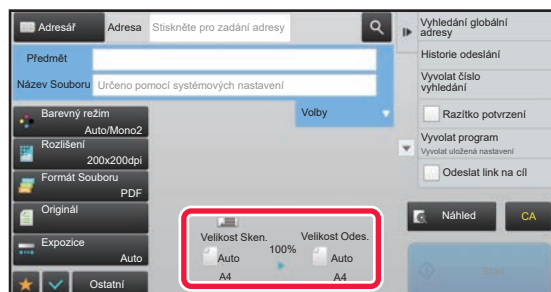 Adresář
Adresa
Stiskněte pro zadání adresy
Předmět
Název Souboru
Určeno pomocí systémových nastavení
Barevný režim
Auto/Mono2
Volby
Rozlišení
200x200dpi
Formát Souboru
PDF
Originál
Expozice
Auto
Ostatní
Velikost Sken.
100%
Velikost Odes.
Auto
Auto
A4
A4
Vyhledání globální
adresy
Historie odeslání
Vyvolat číslo
vyhledání
Razítko potvrzení
Vyvolat program
Vyvolat uložená nastavení
Odeslat link na cíl
Náhled
CA
Start